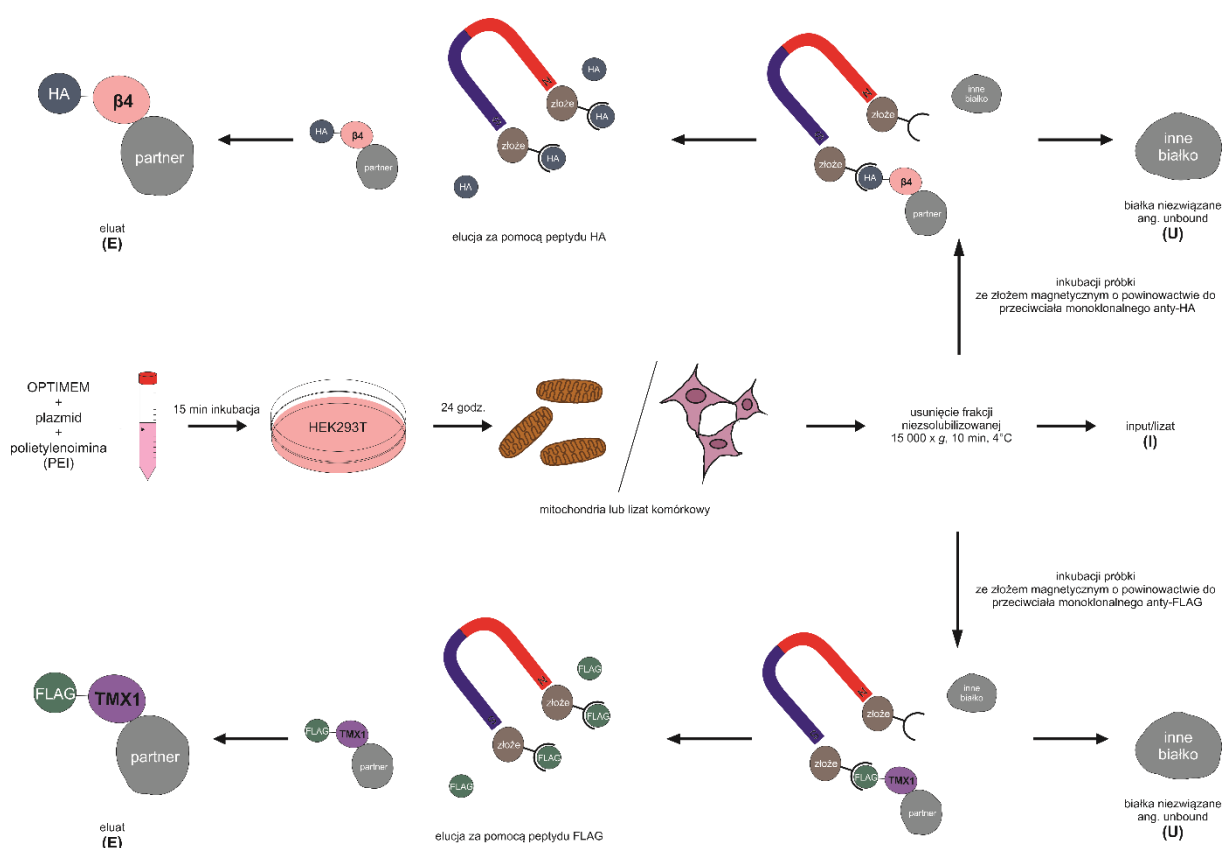 HA
β4
partner
eluat
(E)
HA
β4
partner
HA
złoże
HA
złoże
HA
HA
elucja za pomocą peptydu HA
złoże
złoże
HA
β4
partner
inne
białko
inne
białko
białka niezwiązane
ang. unbound
(U)
inkubacji próbki
ze złożem magnetycznym o powinowactwie do
przeciwciała monoklonalnego anty-HA
OPTIMEM
+
plazmid
+
polietylenoimina
(PEI)
15 min inkubacja
HEK293T
24 godz.
mitochondria lub lizat komórkowy
usunięcie frakcji
niezsolubilizowanej
15 000 x g, 10 min, 4°C
input/lizat
(I)
inkubacji próbki
ze złożem magnetycznym o powinowactwie do
przeciwciała monoklonalnego anty-FLAG
FLAG
TMX1
partner
eluat
(E)
FLAG
TMX1
partner
FLAG
złoże
FLAG
złoże
FLAG
FLAG
elucja za pomocą peptydu FLAG
złoże
złoże
FLAG
TMX1
partner
inne
białko
inne
białko
białka niezwiązane
ang. unbound
(U)